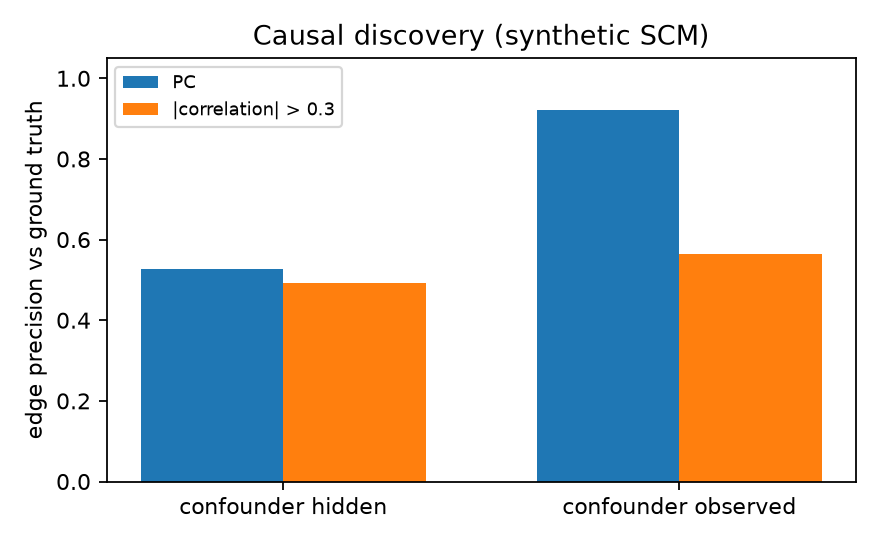 Causal discovery (synthetic SCM)
edge precision vs ground truth
1.0
0.8
0.6
0.4
0.2
0.0
PC
|correlation| > 0.3
confounder hidden
confounder observed